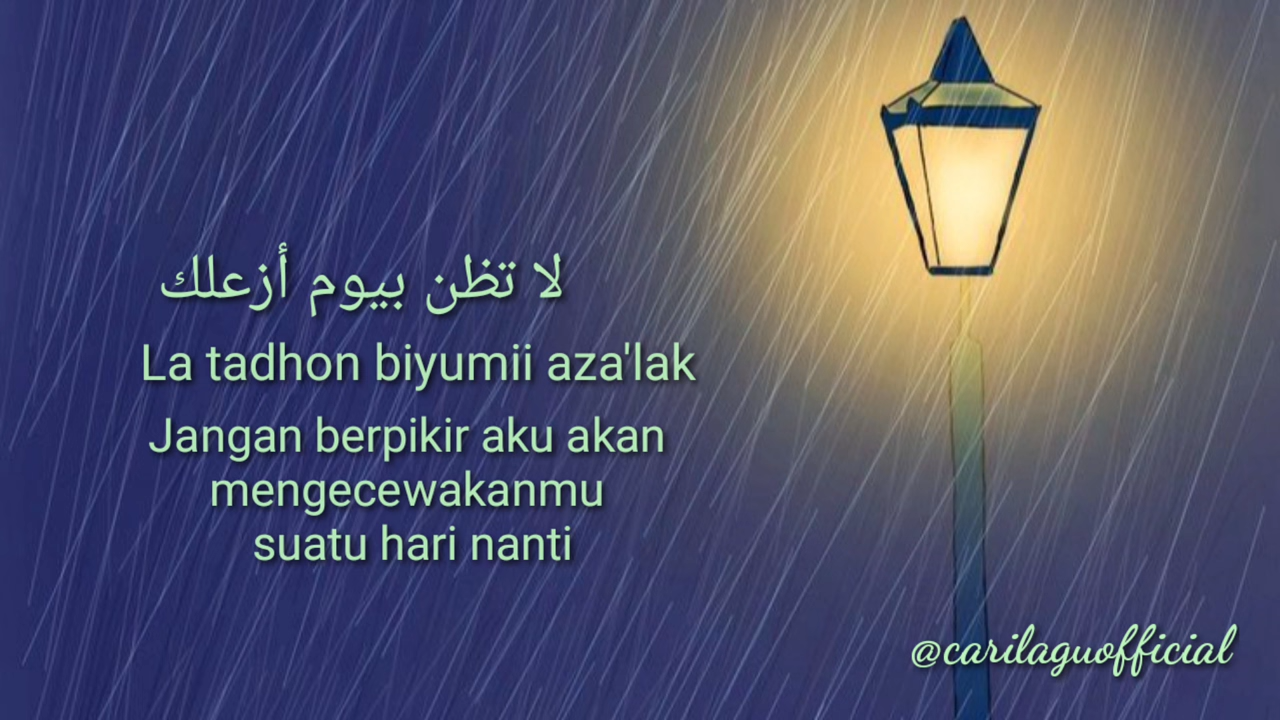 لا تظن بيوم أزعلك
La tadhon biyumii aza'lak
Jangan berpikir aku akan
mengecewakanmu
suatu hari nanti
@carilaguofficial